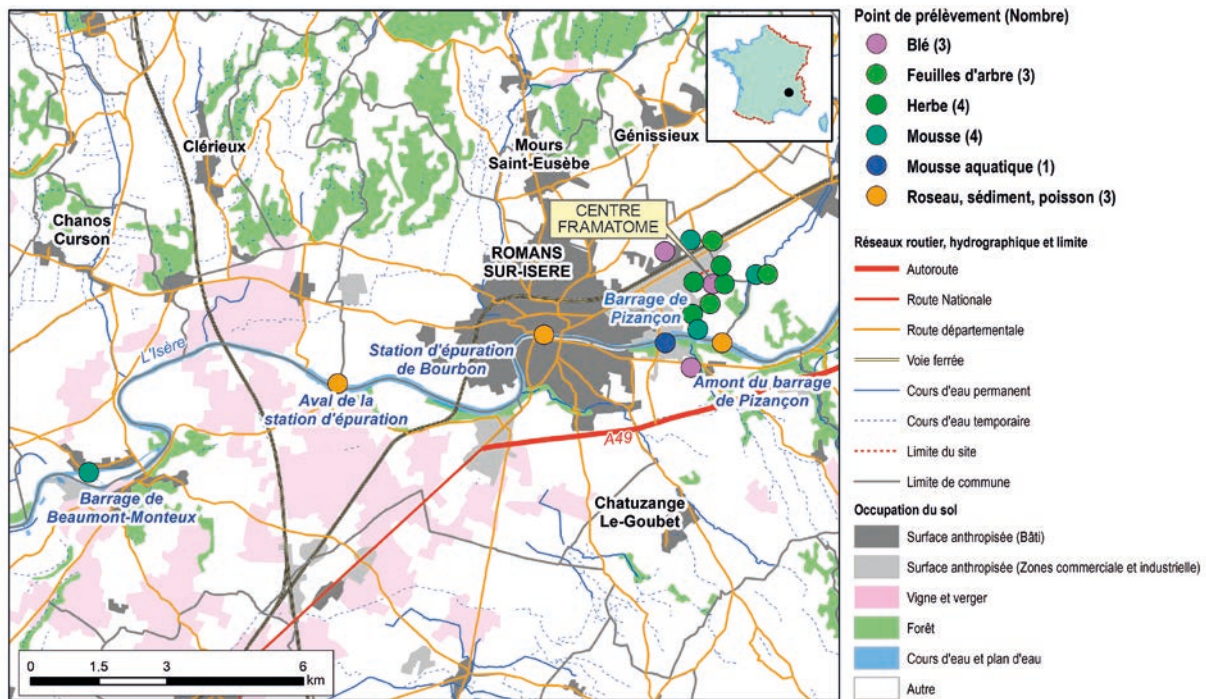 Clérieux
Mours
Saint-Eusèbe
Génissieux
Chanos
Curson
CENTRE
FRAMATOME
ROMANS
SUR-ISERE
Barrage de
Pizançon
L'Isère
Station d'épuration
de Bourbon
Aval de la
station d'épuration
Amont du barrage
de Pizançon
A49
Barrage de
Beaumont-Monteux
Chatuzange
Le-Goubet
0 1.5 3 6
km
Point de prélèvement (Nombre)
Blé (3)
Feuilles d'arbre (3)
Herbe (4)
Mousse (4)
Mousse aquatique (1)
Roseau, sédiment, poisson (3)
Réseaux routier, hydrographique et limite
Autoroute
Route Nationale
Route départementale
Voie ferrée
Cours d'eau permanent
Cours d'eau temporaire
Limite du site
Limite de commune
Occupation du sol
Surface anthropisée (Bâti)
Surface anthropisée (Zones commerciale et industrielle)
Vigne et verger
Forêt
Cours d'eau et plan d'eau
Autre